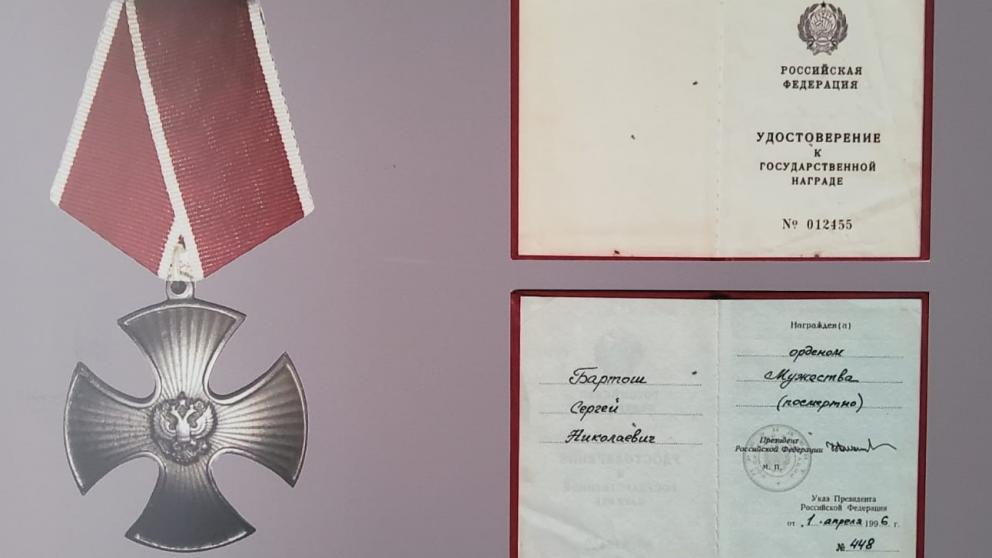 РОССИЙСКАЯ
ФЕДЕРАЦИЯ
УДОСТОВЕРЕНИЕ
К
ГОСУДАРСТВЕННОЙ
НАГРАДЕ
№ 012455
Бартош
Сергей
Николаевич
Награжден(а)
орденом
Мужества
(посмертно)
Президент
Российской Федерации
М. П.
Указ Президента
Российской Федерации
от „1“ апреля 1996 г.
№ 448